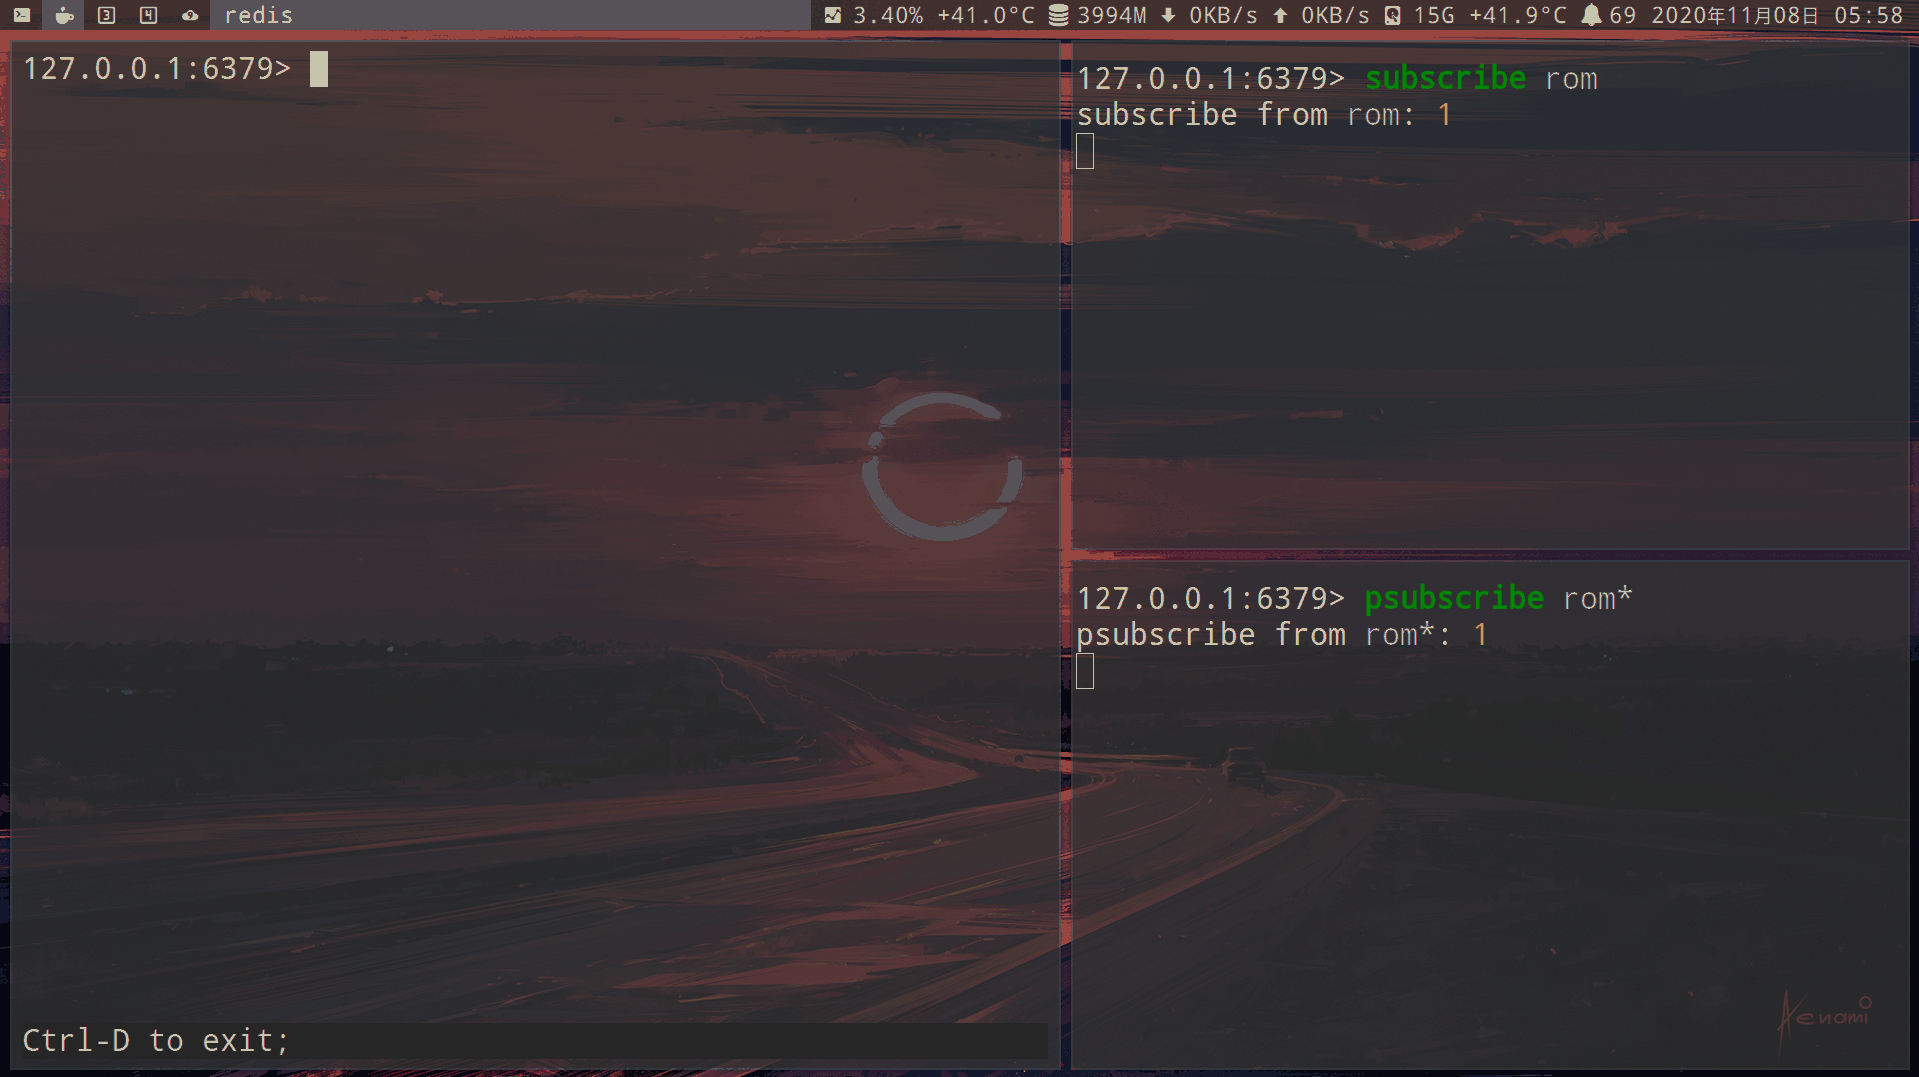 3 4 redis 3.40% +41.0°C 3994M 0KB/s 0KB/s 15G +41.9°C 69 2020年11月08日 05:58
127.0.0.1:6379>
Ctrl-D to exit;
127.0.0.1:6379> subscribe rom
subscribe from rom: 1
127.0.0.1:6379> psubscribe rom*
psubscribe from rom*: 1
Aenami